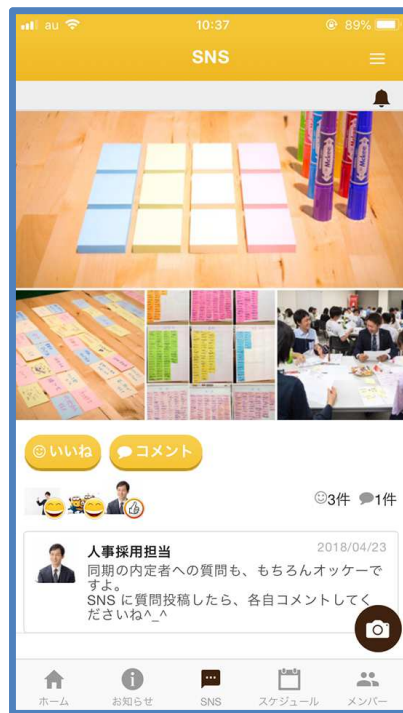 au 10:37 89%
SNS
いいね コメント
3件 1件
人事採用担当 2018/04/23
同期の内定者への質問も、もちろんオッケーで
すよ。
SNS に質問投稿したら、各自コメントしてく
ださいね^_^
ホーム お知らせ SNS スケジュール メンバー